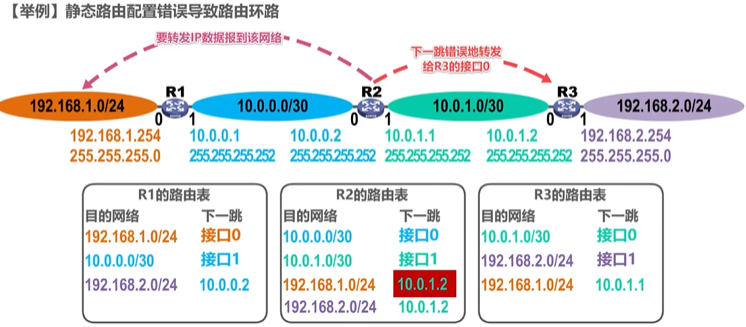 【举例】静态路由配置错误导致路由环路
要转发IP数据报到该网络
下一跳错误地转发
给R3的接口0
R1 R2 R3
192.168.1.0/24 10.0.0.0/30 10.0.1.0/30 192.168.2.0/24
0 1 0 1 0 1
192.168.1.254 10.0.0.1 10.0.0.2 10.0.1.1 10.0.1.2 192.168.2.254
255.255.255.0 255.255.255.252 255.255.255.252 255.255.255.252 255.255.255.252 255.255.255.0
R1的路由表
目的网络 下一跳
192.168.1.0/24 接口0
10.0.0.0/30 接口1
192.168.2.0/24 10.0.0.2
R2的路由表
目的网络 下一跳
10.0.0.0/30 接口0
10.0.1.0/30 接口1
192.168.1.0/24 10.0.1.2
192.168.2.0/24 10.0.1.2
R3的路由表
目的网络 下一跳
10.0.1.0/30 接口0
192.168.2.0/24 接口1
192.168.1.0/24 10.0.1.1